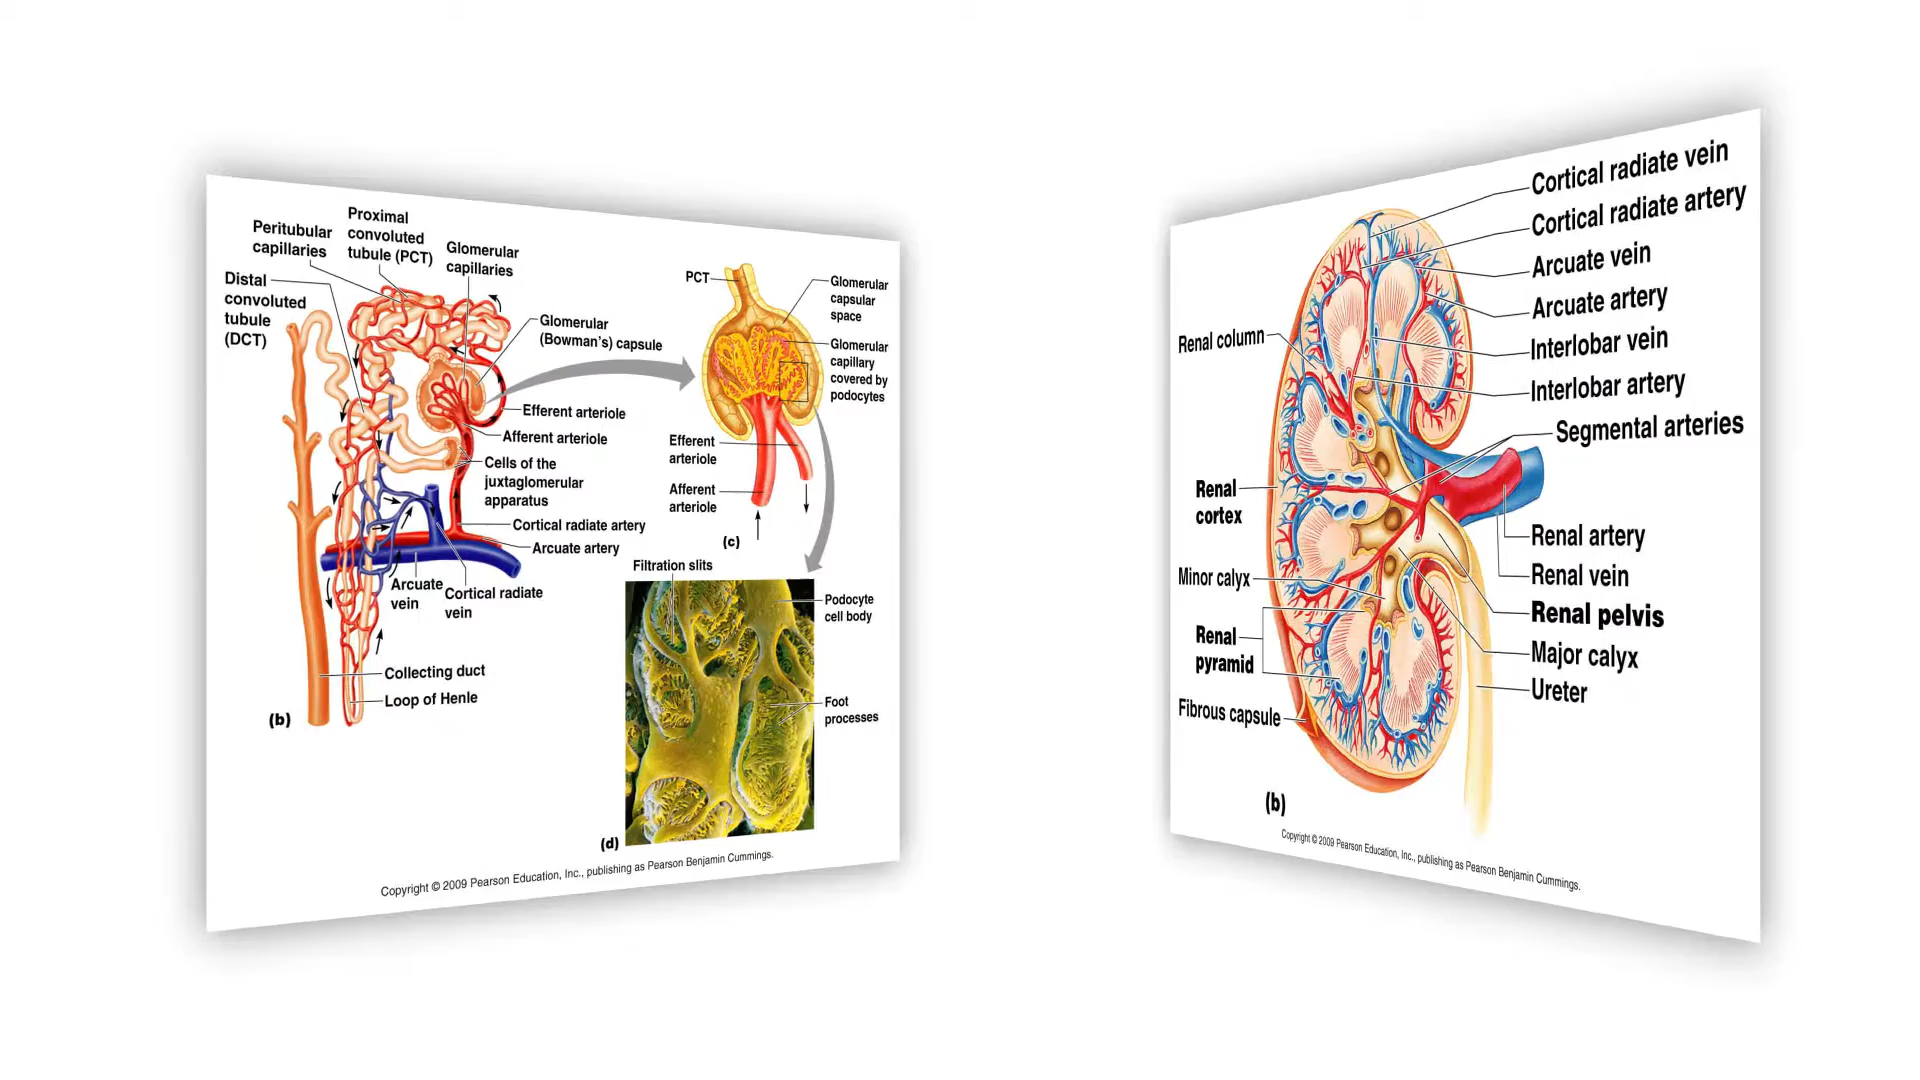 Proximal
convoluted
tubule (PCT)
Peritubular
capillaries
Glomerular
capillaries
Distal
convoluted
tubule
(DCT)
Glomerular
(Bowman's) capsule
Efferent arteriole
Afferent arteriole
Cells of the
juxtaglomerular
apparatus
Cortical radiate artery
Arcuate artery
Arcuate
vein
Cortical radiate
vein
Collecting duct
Loop of Henle
(b)
PCT
Glomerular
capsular
space
Glomerular
capillary
covered by
podocytes
Efferent
arteriole
Afferent
arteriole
(c)
Filtration slits
Podocyte
cell body
Foot
processes
(d)
Copyright © 2009 Pearson Education, Inc., publishing as Pearson Benjamin Cummings.
Cortical radiate vein
Cortical radiate artery
Arcuate vein
Arcuate artery
Interlobar vein
Interlobar artery
Segmental arteries
Renal column
Renal
cortex
Renal artery
Renal vein
Minor calyx
Renal pelvis
Renal
pyramid
Major calyx
Ureter
Fibrous capsule
(b)
Copyright © 2009 Pearson Education, Inc., publishing as Pearson Benjamin Cummings.